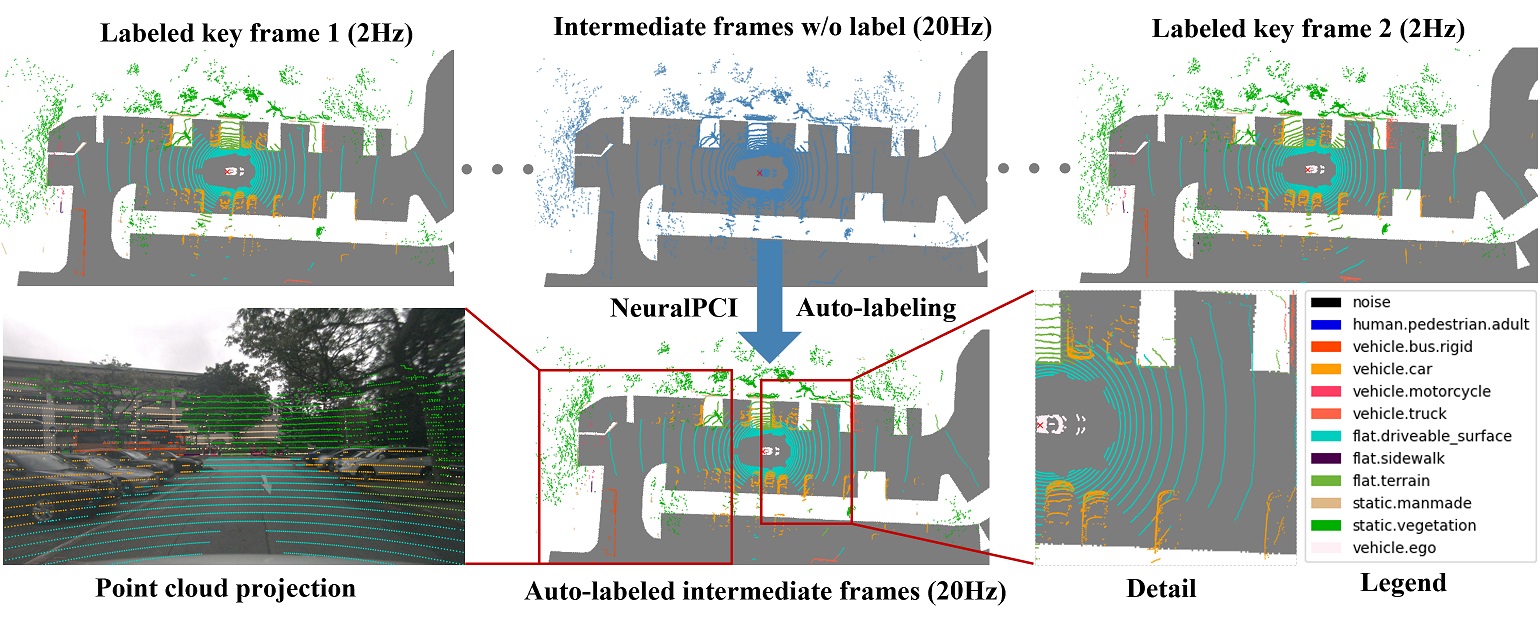 Labeled key frame 1 (2Hz)
Intermediate frames w/o label (20Hz)
Labeled key frame 2 (2Hz)
NeuralPCI
Auto-labeling
noise
human.pedestrian.adult
vehicle.bus.rigid
vehicle.car
vehicle.motorcycle
vehicle.truck
flat.driveable_surface
flat.sidewalk
flat.terrain
static.manmade
static.vegetation
vehicle.ego
Point cloud projection
Auto-labeled intermediate frames (20Hz)
Detail
Legend